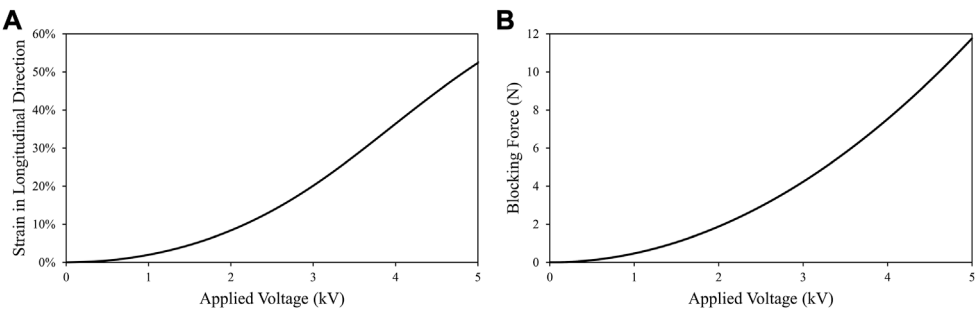 A
Strain in Longitudinal Direction
60%
50%
40%
30%
20%
10%
0%
0 1 2 3 4 5
Applied Voltage (kV)
B
Blocking Force (N)
12
10
8
6
4
2
0
0 1 2 3 4 5
Applied Voltage (kV)